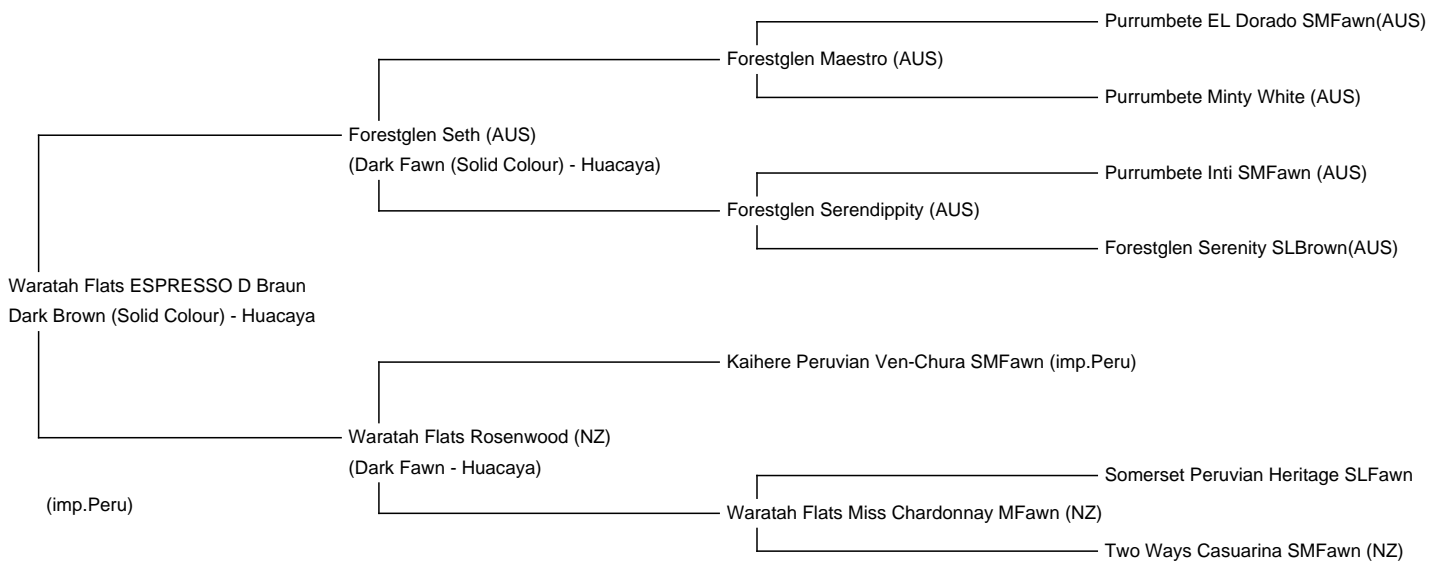 Purrumbete EL Dorado SMFawn(AUS)
Forestglen Maestro (AUS)
Purrumbete Minty White (AUS)
Forestglen Seth (AUS)
(Dark Fawn (Solid Colour) - Huacaya)
Purrumbete Inti SMFawn (AUS)
Forestglen Serendippity (AUS)
Forestglen Serenity SLBrown(AUS)
Waratah Flats ESPRESSO D Braun
Dark Brown (Solid Colour) - Huacaya
Kaihere Peruvian Ven-Chura SMFawn (imp.Peru)
Waratah Flats Rosenwood (NZ)
(Dark Fawn - Huacaya)
Somerset Peruvian Heritage SLFawn
(imp.Peru)
Waratah Flats Miss Chardonnay MFawn (NZ)
Two Ways Casuarina SMFawn (NZ)